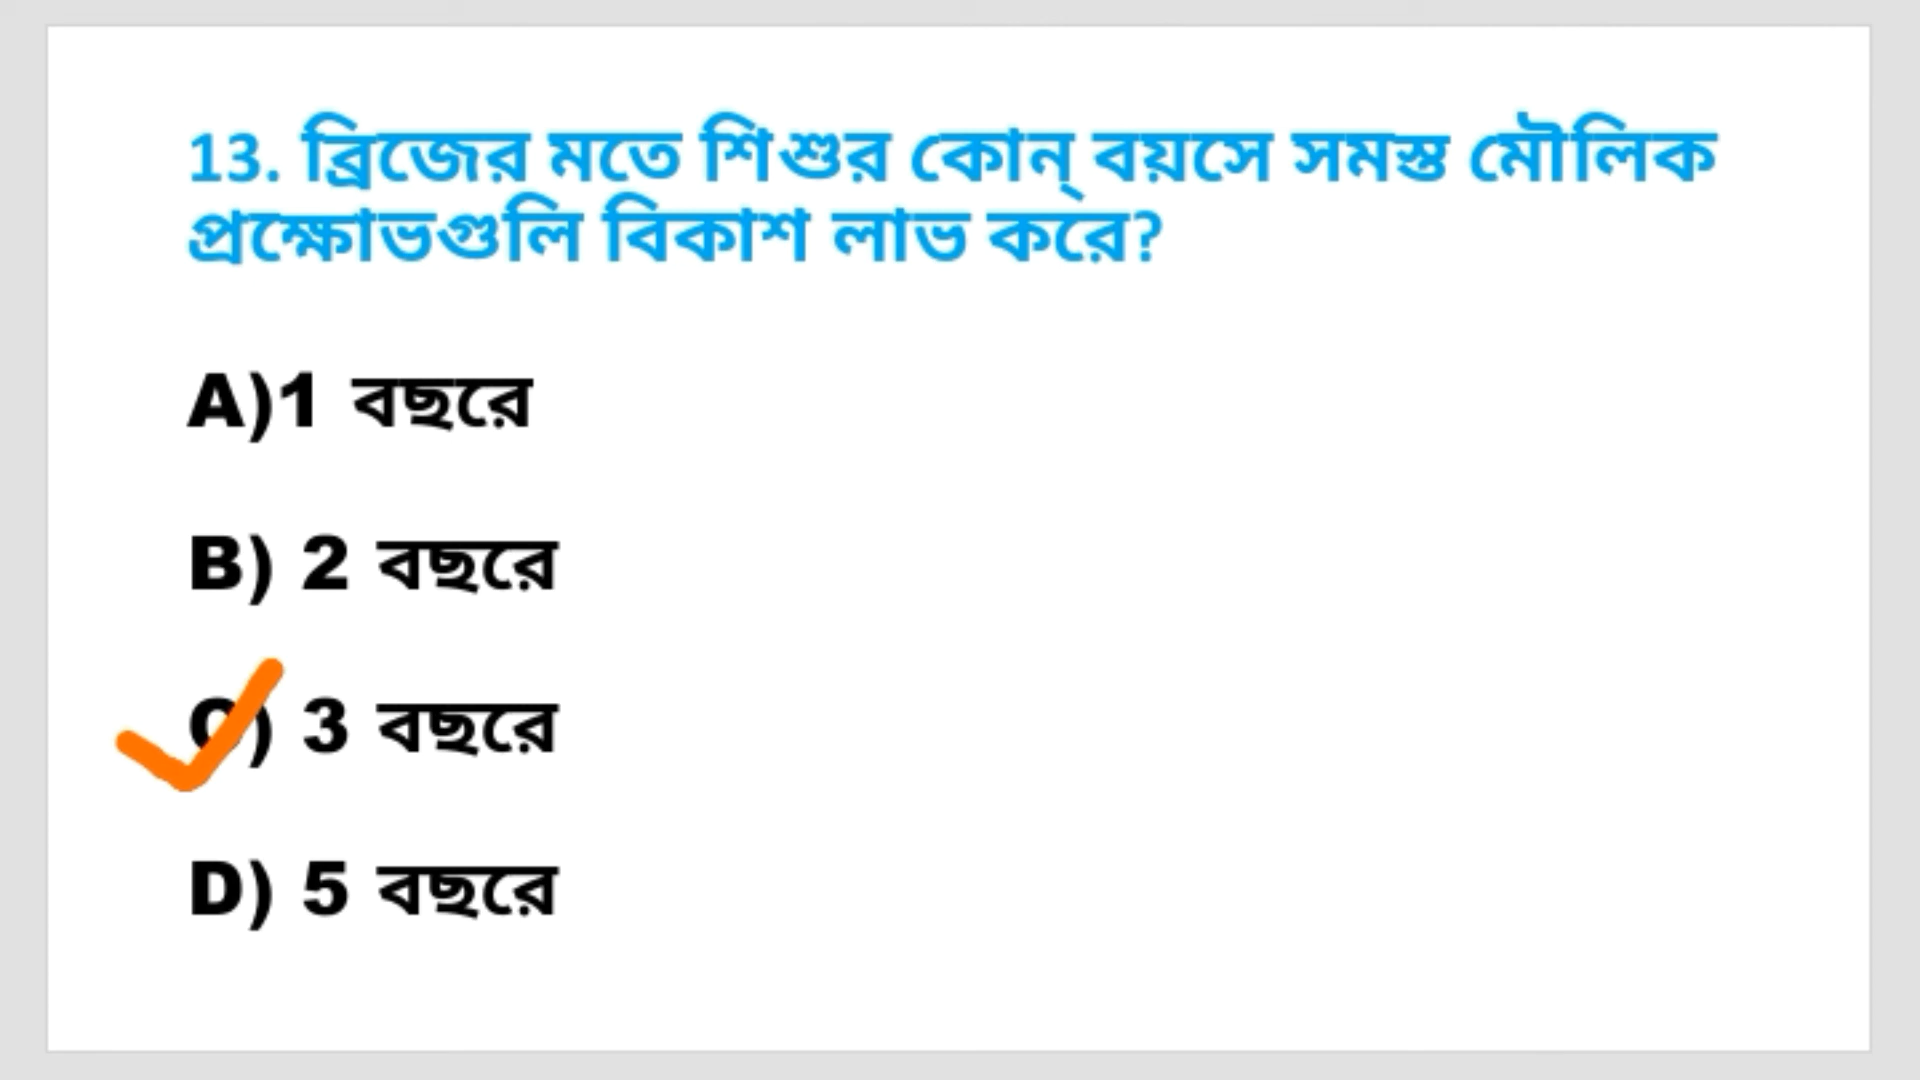 13. ব্রিজের মতে শিশুর কোন্ বয়সে সমস্ত মৌলিক
প্রক্ষোভগুলি বিকাশ লাভ করে?
A)1 বছরে
B) 2 বছরে
C) 3 বছরে
D) 5 বছরে